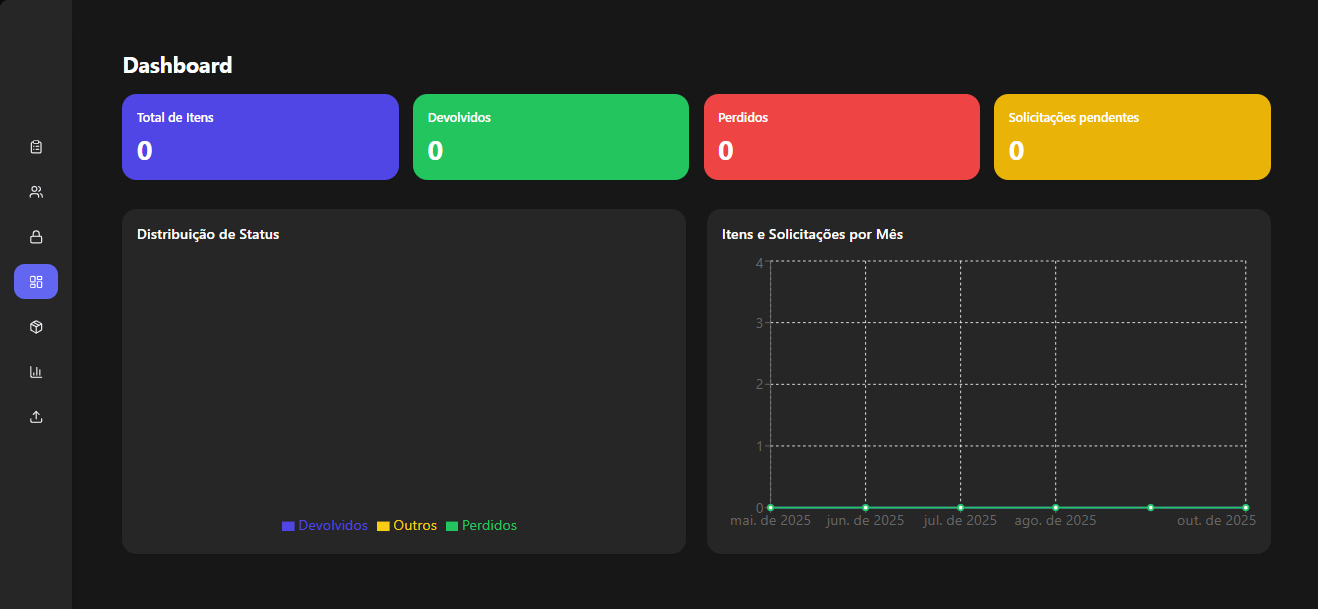 Dashboard
Total de Itens
0
Devolvidos
0
Perdidos
0
Solicitações pendentes
0
Distribuição de Status
Devolvidos Outros Perdidos
Itens e Solicitações por Mês
4
3
2
1
0
mai. de 2025 jun. de 2025 jul. de 2025 ago. de 2025 out. de 2025